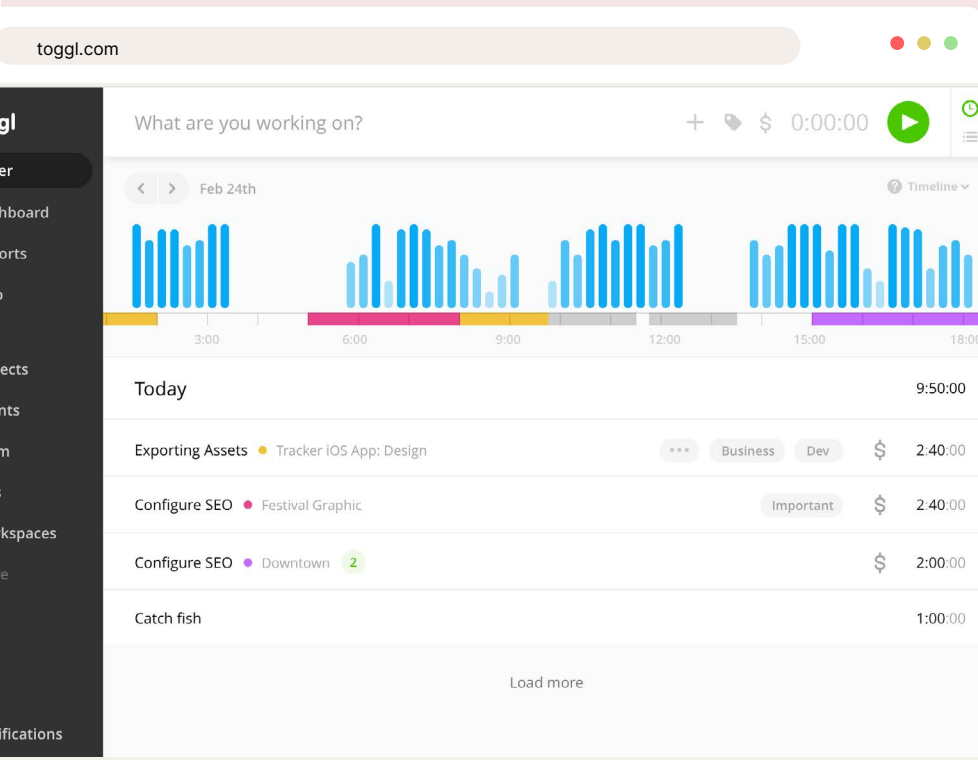 toggl.com
gl
er
hboard
orts
ects
nts
m
s
kspaces
e
ifications
What are you working on?
$ 0:00:00
Feb 24th
? Timeline
3:00 6:00 9:00 12:00 15:00 18:00
Today 9:50:00
Exporting Assets Tracker iOS App: Design ••• Business Dev $ 2:40:00
Configure SEO Festival Graphic Important $ 2:40:00
Configure SEO Downtown 2 $ 2:00:00
Catch fish 1:00:00
Load more